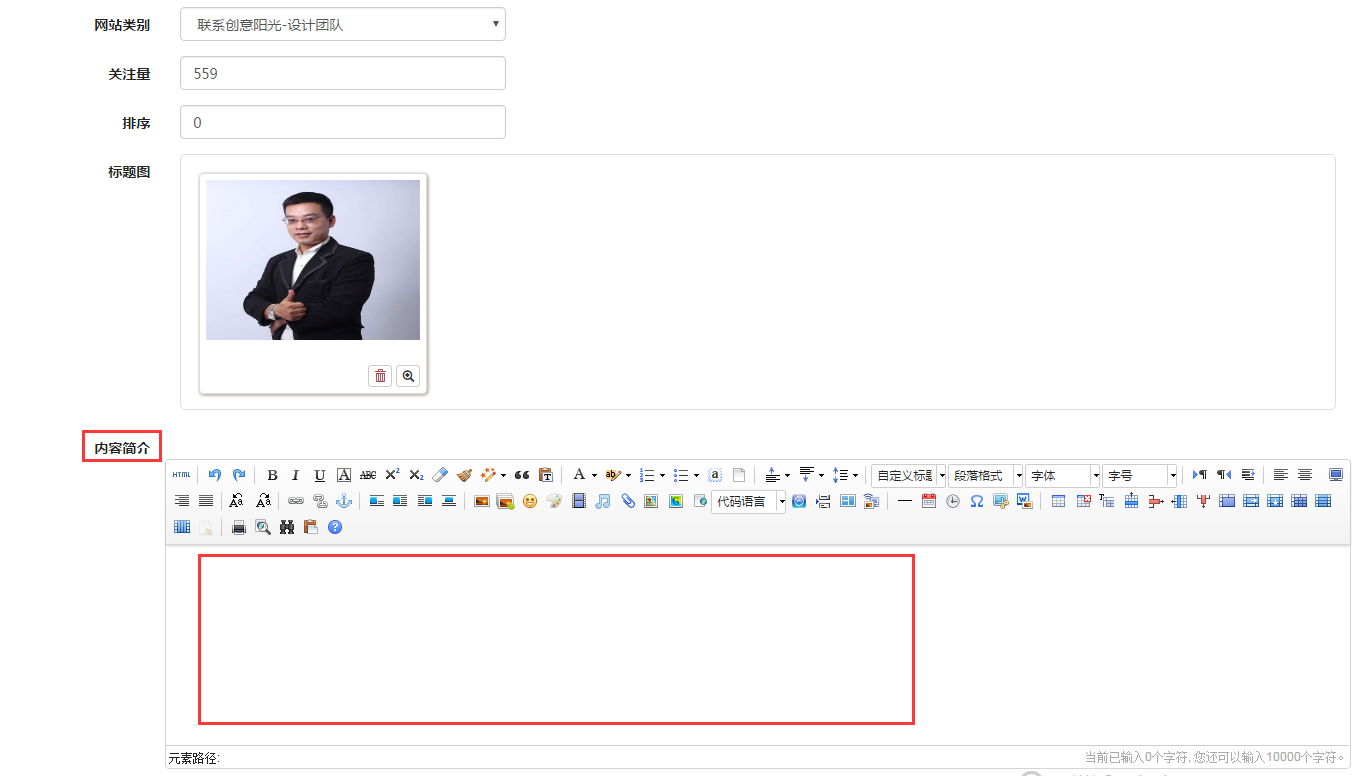 网站类别 联系创意阳光-设计团队
关注量 559
排序 0
标题图
内容简介
HTML B I U A ABC X² X₂ A 自定义标题 段落格式 字体 字号
代码语言
元素路径: 当前已输入0个字符,您还可以输入10000个字符。